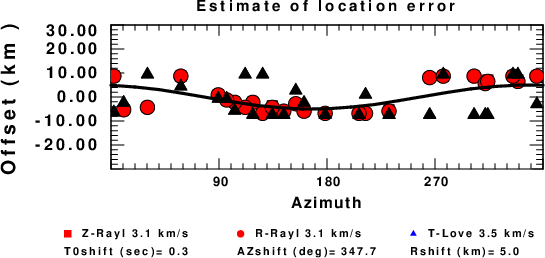 Estimate of location error
Offset (km)
30.00
20.00
10.00
0.00
-10.00
-20.00
90
180
270
Azimuth
Z-Rayl 3.1 km/s
R-Rayl 3.1 km/s
T-Love 3.5 km/s
T0shift (sec)= 0.3
AZshift (deg)= 347.7
Rshift (km)= 5.0